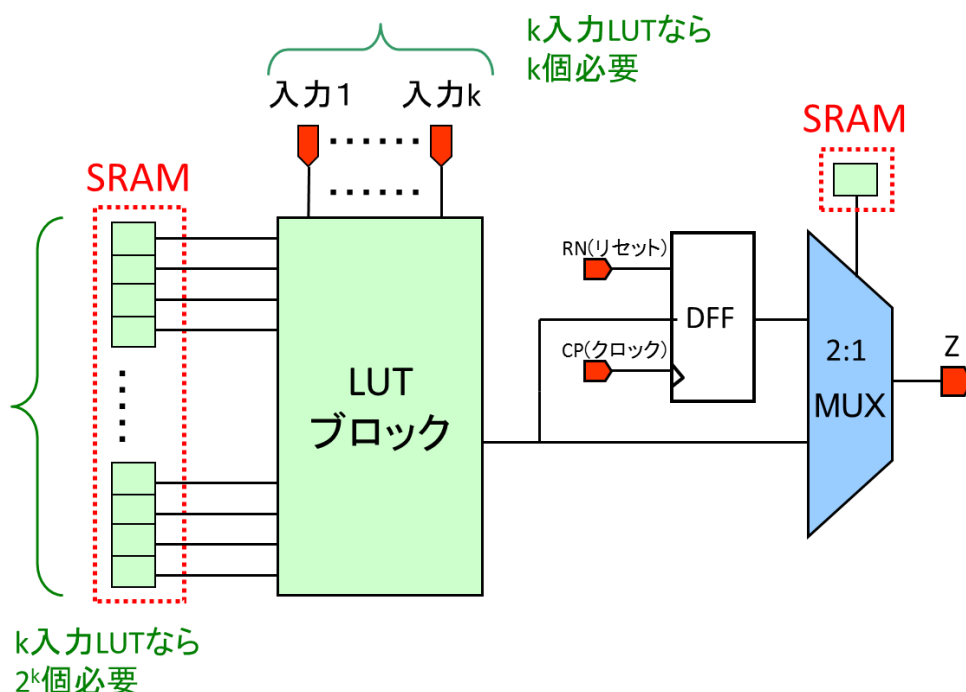 k入力LUTなら
k個必要
入力1
入力k
SRAM
SRAM
RN(リセット)
DFF
CP(クロック)
2:1
MUX
Z
LUT
ブロック
k入力LUTなら
2ᵏ個必要